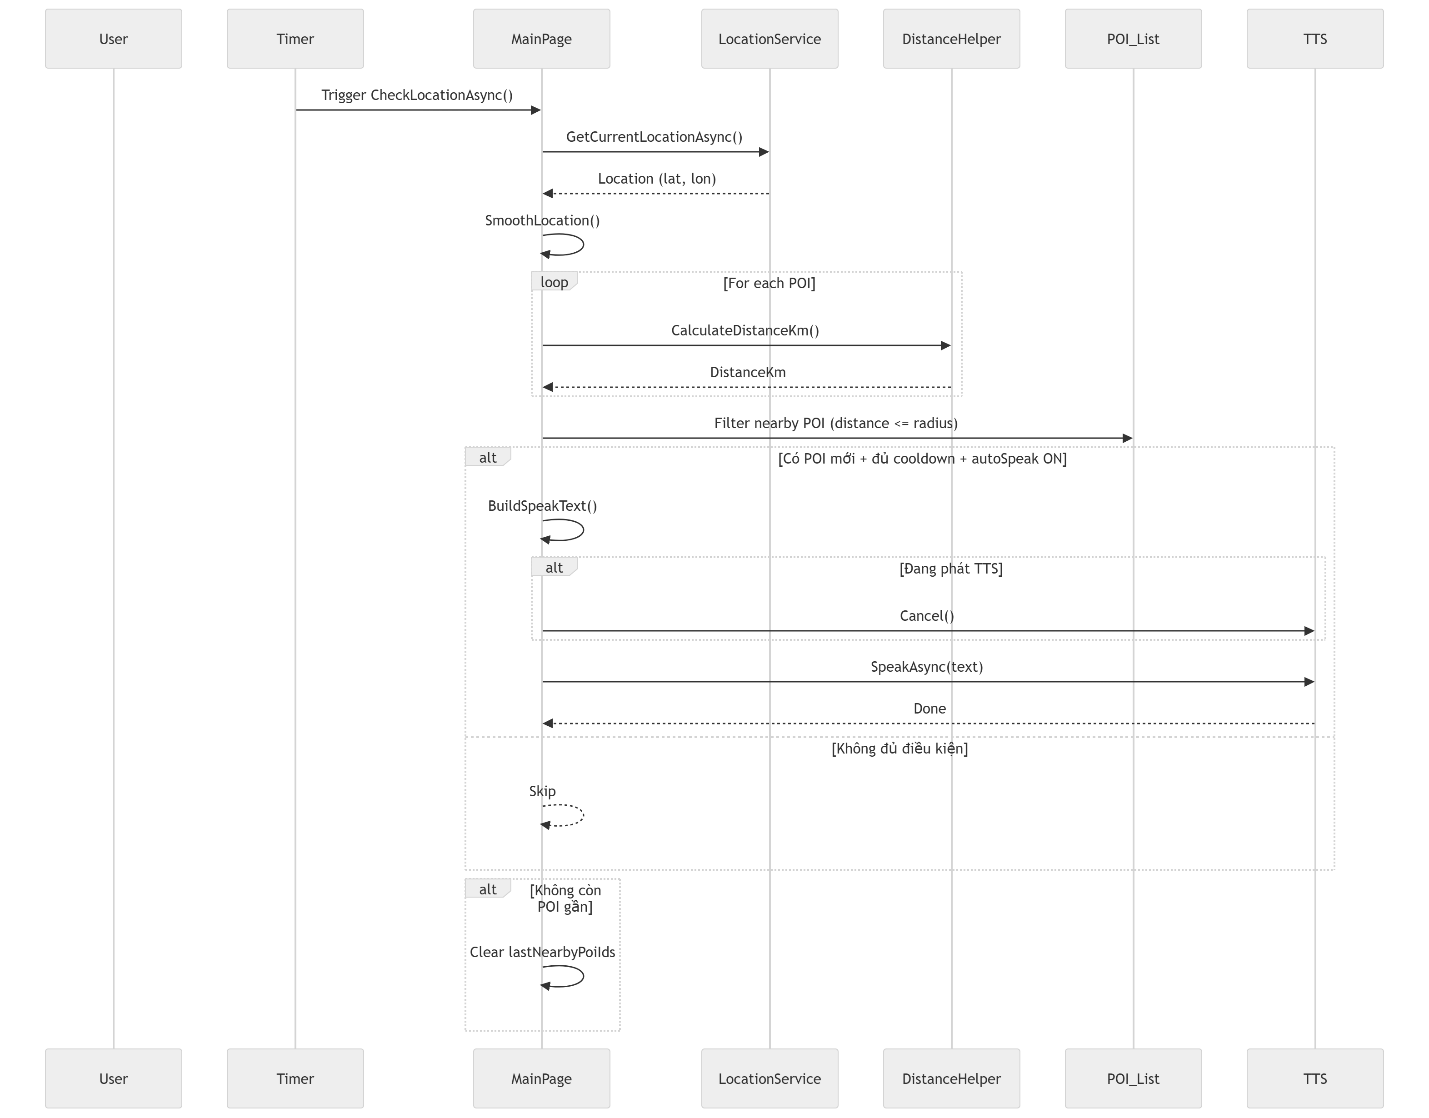 User
Timer
MainPage
LocationService
DistanceHelper
POI_List
TTS
Trigger CheckLocationAsync()
GetCurrentLocationAsync()
Location (lat, lon)
SmoothLocation()
loop
[For each POI]
CalculateDistanceKm()
DistanceKm
Filter nearby POI (distance <= radius)
alt
[Có POI mới + đủ cooldown + autoSpeak ON]
BuildSpeakText()
alt
[Đang phát TTS]
Cancel()
SpeakAsync(text)
Done
[Không đủ điều kiện]
Skip
alt
[Không còn
POI gần]
Clear lastNearbyPoiIds
User
Timer
MainPage
LocationService
DistanceHelper
POI_List
TTS